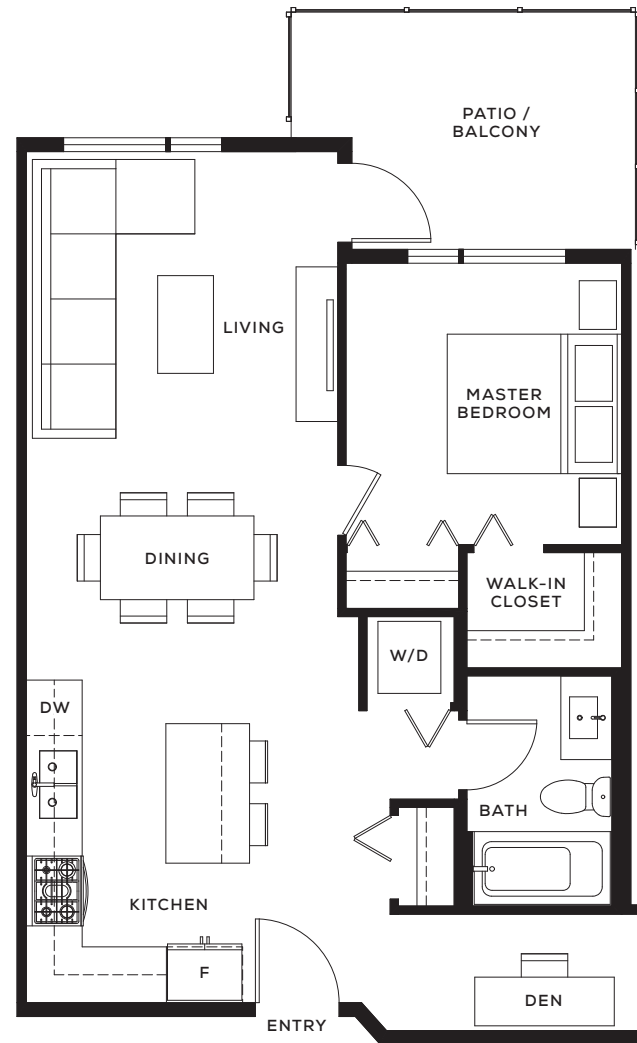 PATIO /
BALCONY
LIVING
MASTER
BEDROOM
DINING
WALK-IN
CLOSET
W/D
DW
BATH
KITCHEN
F
DEN
ENTRY